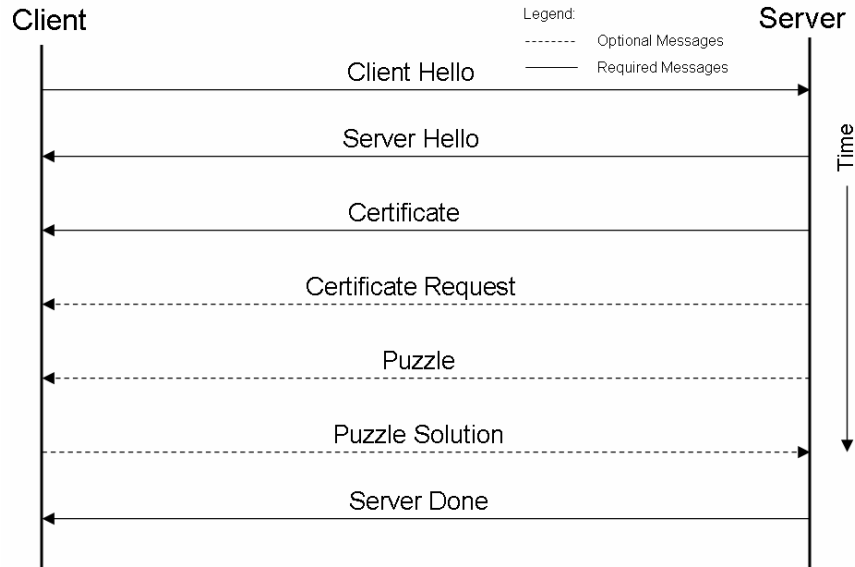 Client
Legend:
Server
Optional Messages
Required Messages
Client Hello
Server Hello
Time
Certificate
Certificate Request
Puzzle
Puzzle Solution
Server Done